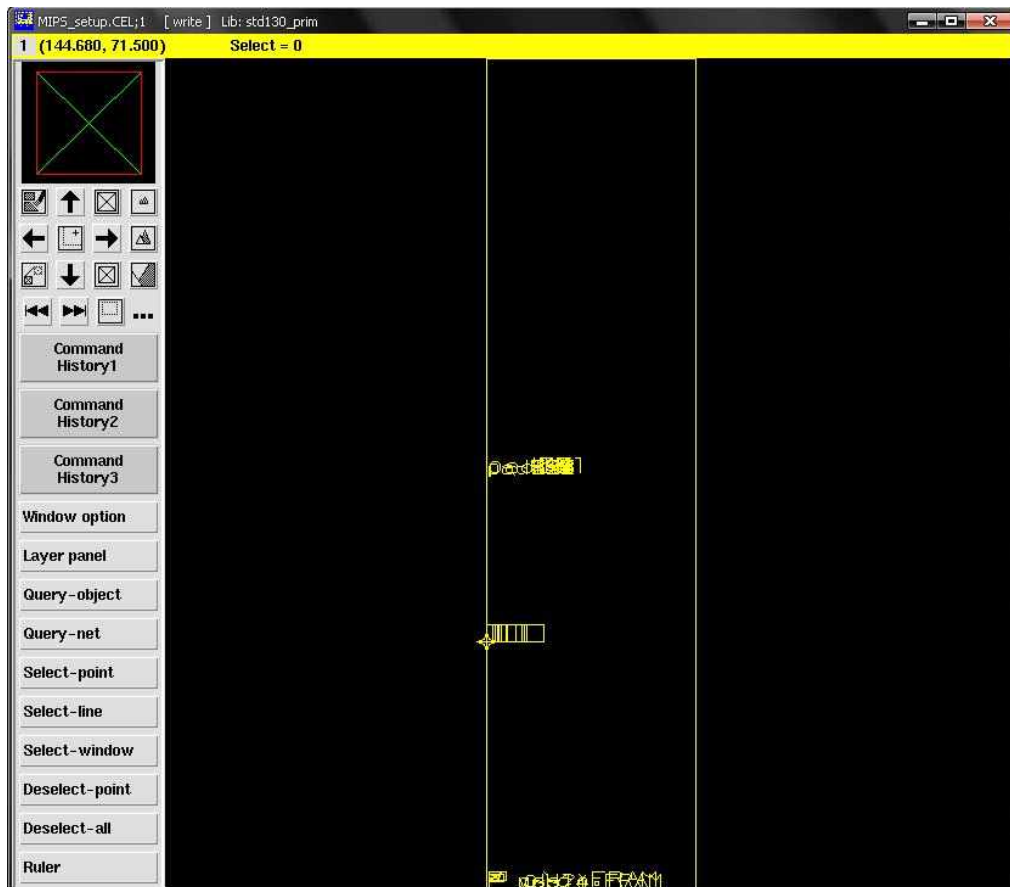 MIPS_setup.CEL;1 [ write ] Lib: std130_prim
1 (144.680, 71.500) Select = 0
Command
History1
Command
History2
Command
History3
Window option
Layer panel
Query-object
Query-net
Select-point
Select-line
Select-window
Deselect-point
Deselect-all
Ruler